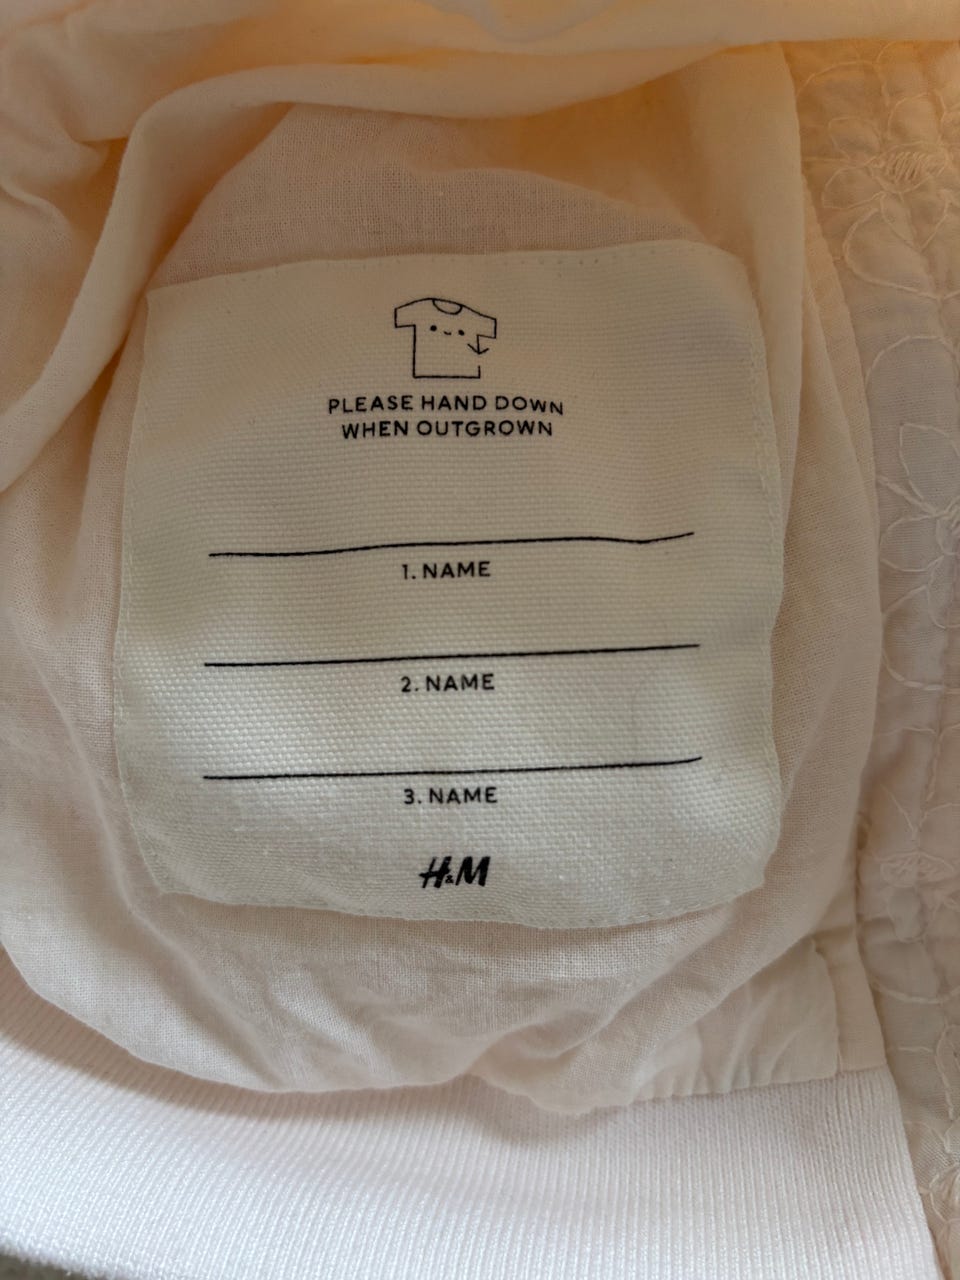 PLEASE HAND DOWN
WHEN OUTGROWN
1. NAME
2. NAME
3. NAME
H&M